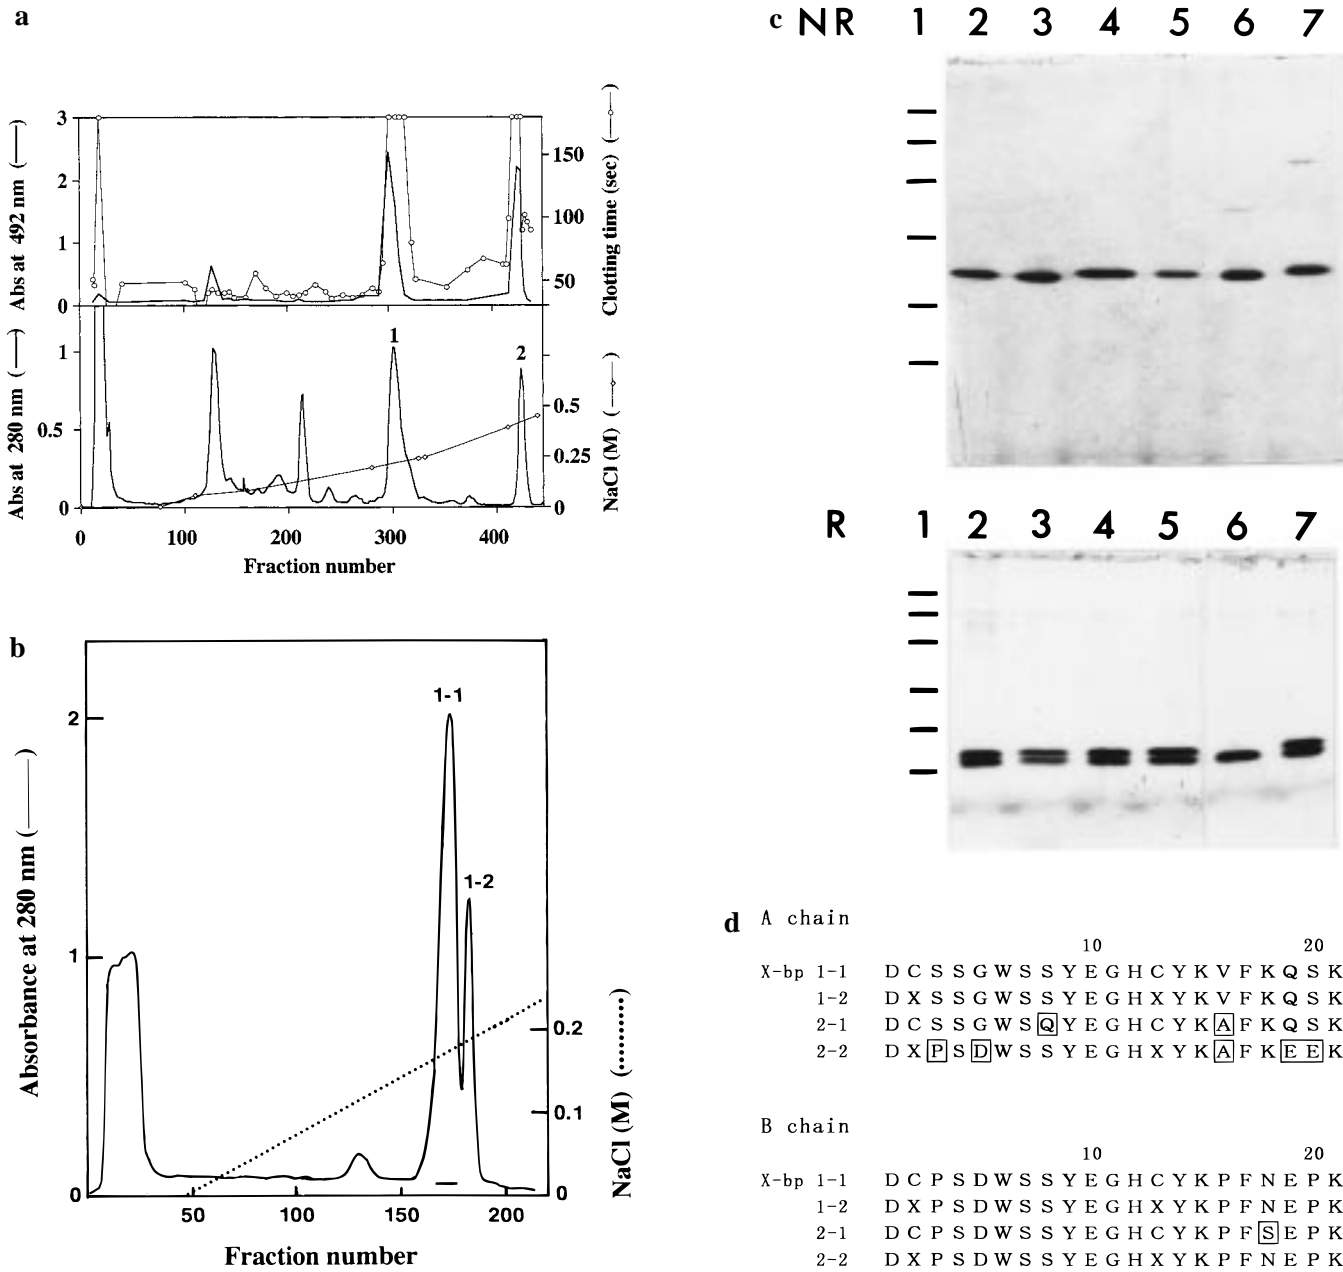 a
3
2
1
0
Abs at 492 nm (——)
150
100
50
Clotting time (sec) (—○—)
1
0.5
0
Abs at 280 nm (——)
1
2
0.5
0.25
0
NaCl (M) (—◇—)
0 100 200 300 400
Fraction number
b
2
1
0
Absorbance at 280 nm (——)
1-1
1-2
0.2
0.1
0
NaCl (M) (.........)
50 100 150 200
Fraction number
c NR 1 2 3 4 5 6 7
R 1 2 3 4 5 6 7
d A chain
10 20
X-bp 1-1 D C S S G W S S Y E G H C Y K V F K Q S K
1-2 D X S S G W S S Y E G H X Y K V F K Q S K
2-1 D C S S G W S Q Y E G H C Y K A F K Q S K
2-2 D X P S D W S S Y E G H X Y K A F K E E K
B chain
10 20
X-bp 1-1 D C P S D W S S Y E G H C Y K P F N E P K
1-2 D X P S D W S S Y E G H X Y K P F N E P K
2-1 D C P S D W S S Y E G H C Y K P F S E P K
2-2 D X P S D W S S Y E G H X Y K P F N E P K